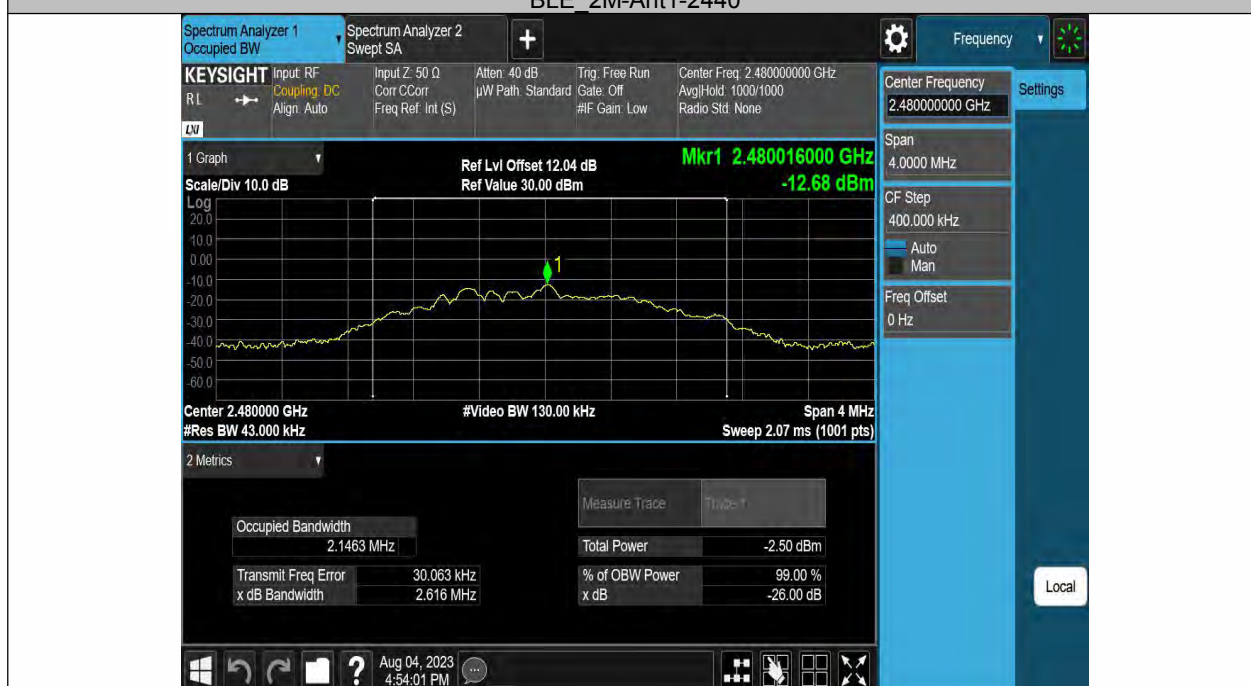 BLE_2M-Ant1-2440
Spectrum Analyzer 1
Occupied BW
Spectrum Analyzer 2
Swept SA
+
Frequency
KEYSIGHT
RL
LXI
Input: RF
Coupling: DC
Align: Auto
Input Z: 50 Ω
Corr CCorr
Freq Ref: Int (S)
Atten: 40 dB
µW Path: Standard
Trig: Free Run
Gate: Off
#IF Gain: Low
Center Freq: 2.480000000 GHz
Avg|Hold: 1000/1000
Radio Std: None
Center Frequency
2.480000000 GHz
Settings
Span
4.0000 MHz
CF Step
400.000 kHz
Auto
Man
Freq Offset
0 Hz
1 Graph
Scale/Div 10.0 dB
Ref Lvl Offset 12.04 dB
Ref Value 30.00 dBm
Mkr1 2.480016000 GHz
-12.68 dBm
Log
20.0
10.0
0.00
-10.0
-20.0
-30.0
-40.0
-50.0
-60.0
1
Center 2.480000 GHz
#Video BW 130.00 kHz
Span 4 MHz
#Res BW 43.000 kHz
Sweep 2.07 ms (1001 pts)
2 Metrics
Measure Trace
Trace 1
Occupied Bandwidth
2.1463 MHz
Total Power
-2.50 dBm
Transmit Freq Error
30.063 kHz
% of OBW Power
99.00 %
x dB Bandwidth
2.616 MHz
x dB
-26.00 dB
Local
?
Aug 04, 2023
4:54:01 PM